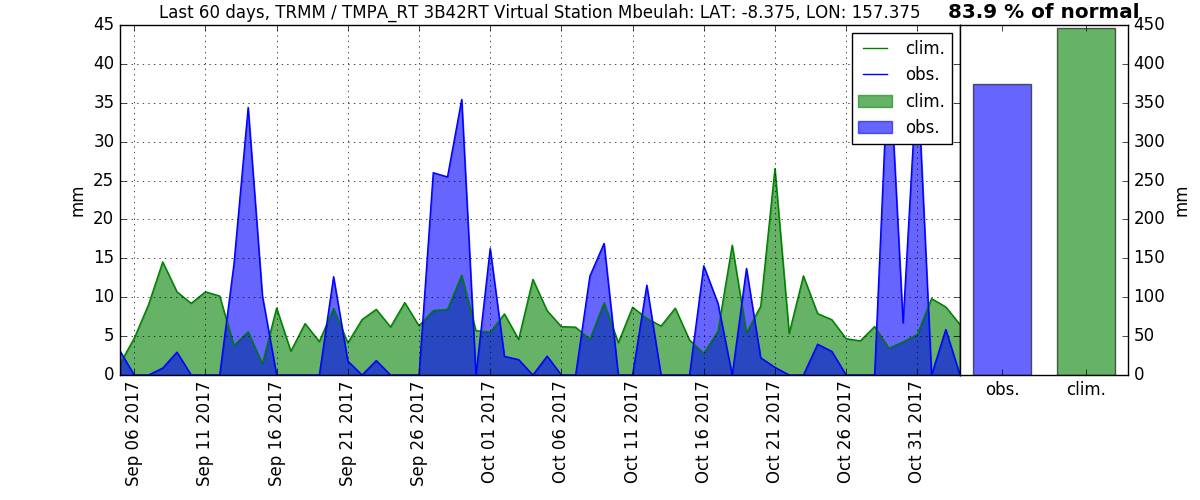 Last 60 days, TRMM / TMPA_RT 3B42RT Virtual Station Mbeulah: LAT: -8.375, LON: 157.375
83.9 % of normal
mm
45
40
35
30
25
20
15
10
5
0
clim.
obs.
clim.
obs.
Sep 06 2017
Sep 11 2017
Sep 16 2017
Sep 21 2017
Sep 26 2017
Oct 01 2017
Oct 06 2017
Oct 11 2017
Oct 16 2017
Oct 21 2017
Oct 26 2017
Oct 31 2017
450
400
350
300
250
200
150
100
50
0
mm
obs.
clim.